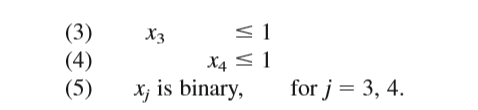 (3) x₃ ≤ 1
(4) x₄ ≤ 1
(5) xⱼ is binary, for j = 3, 4.